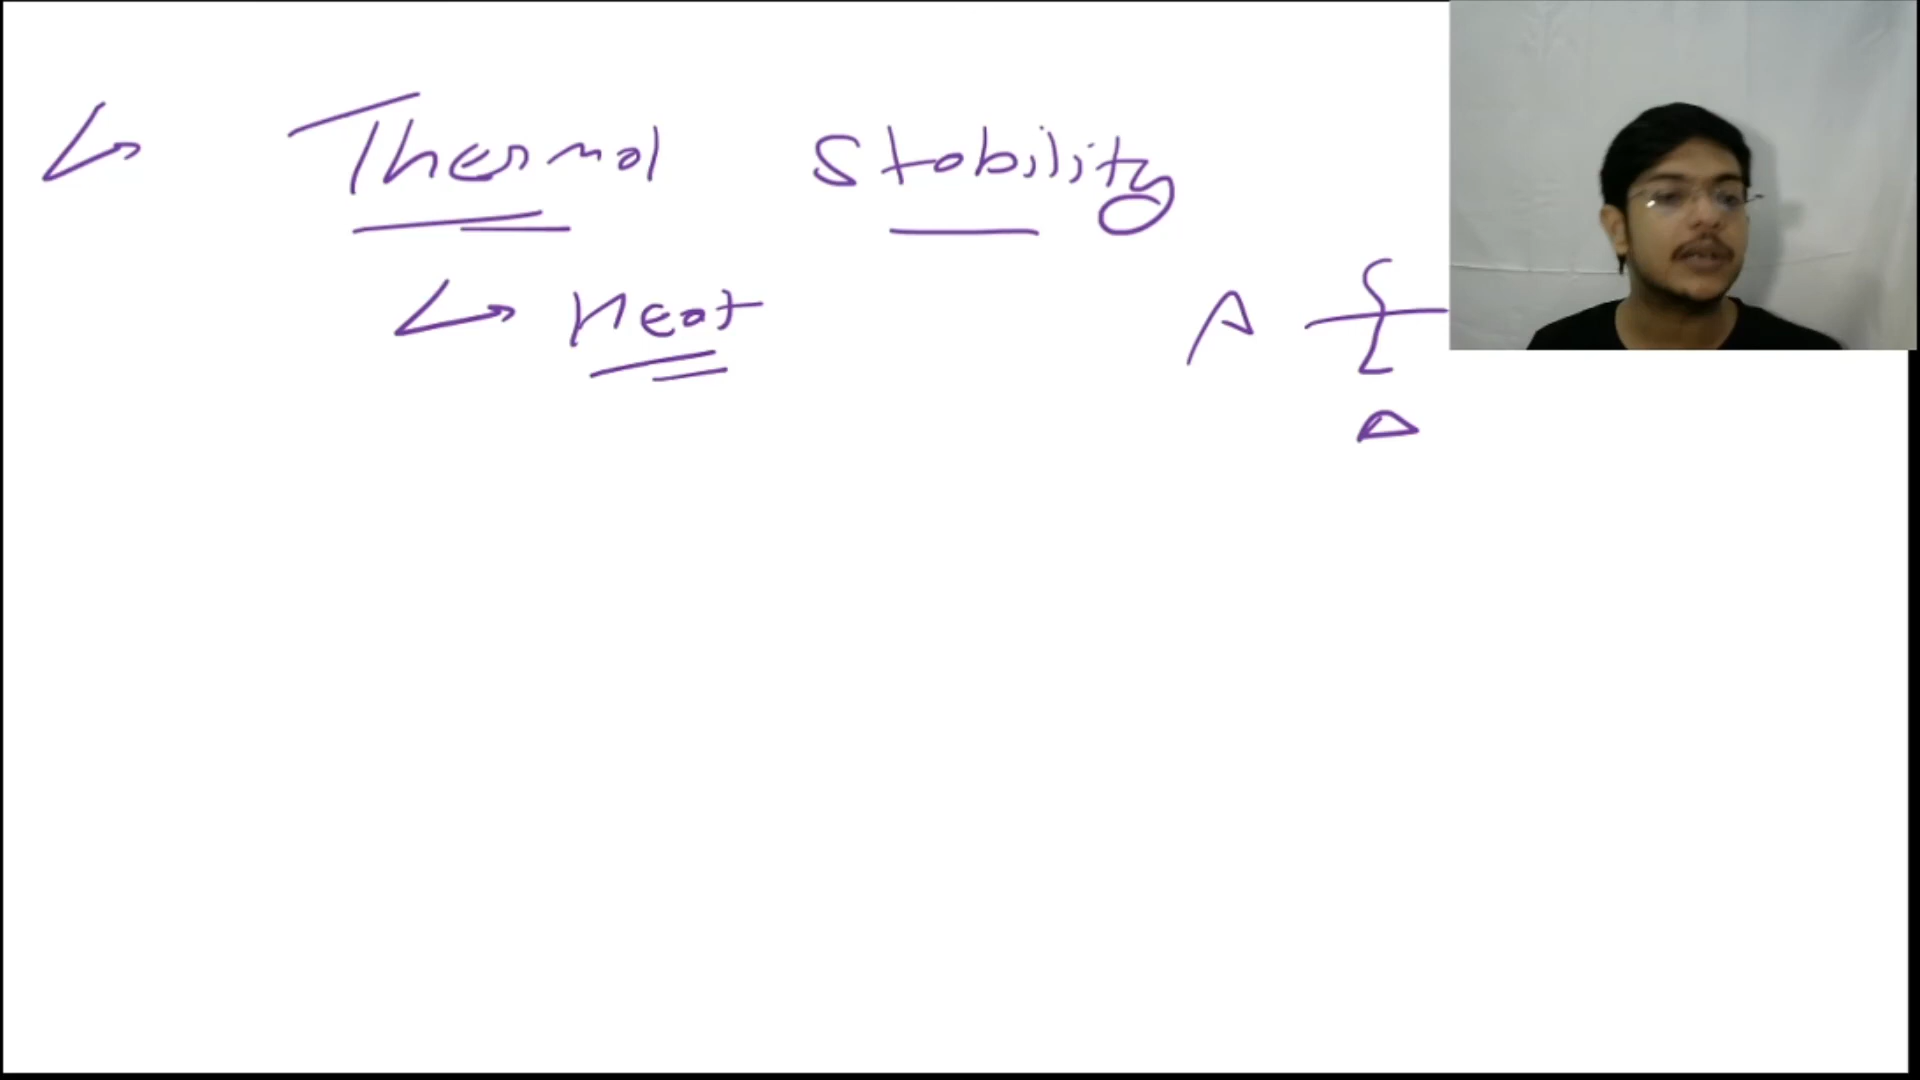 ↳ Thermal Stability
↳ Heat
A
Δ